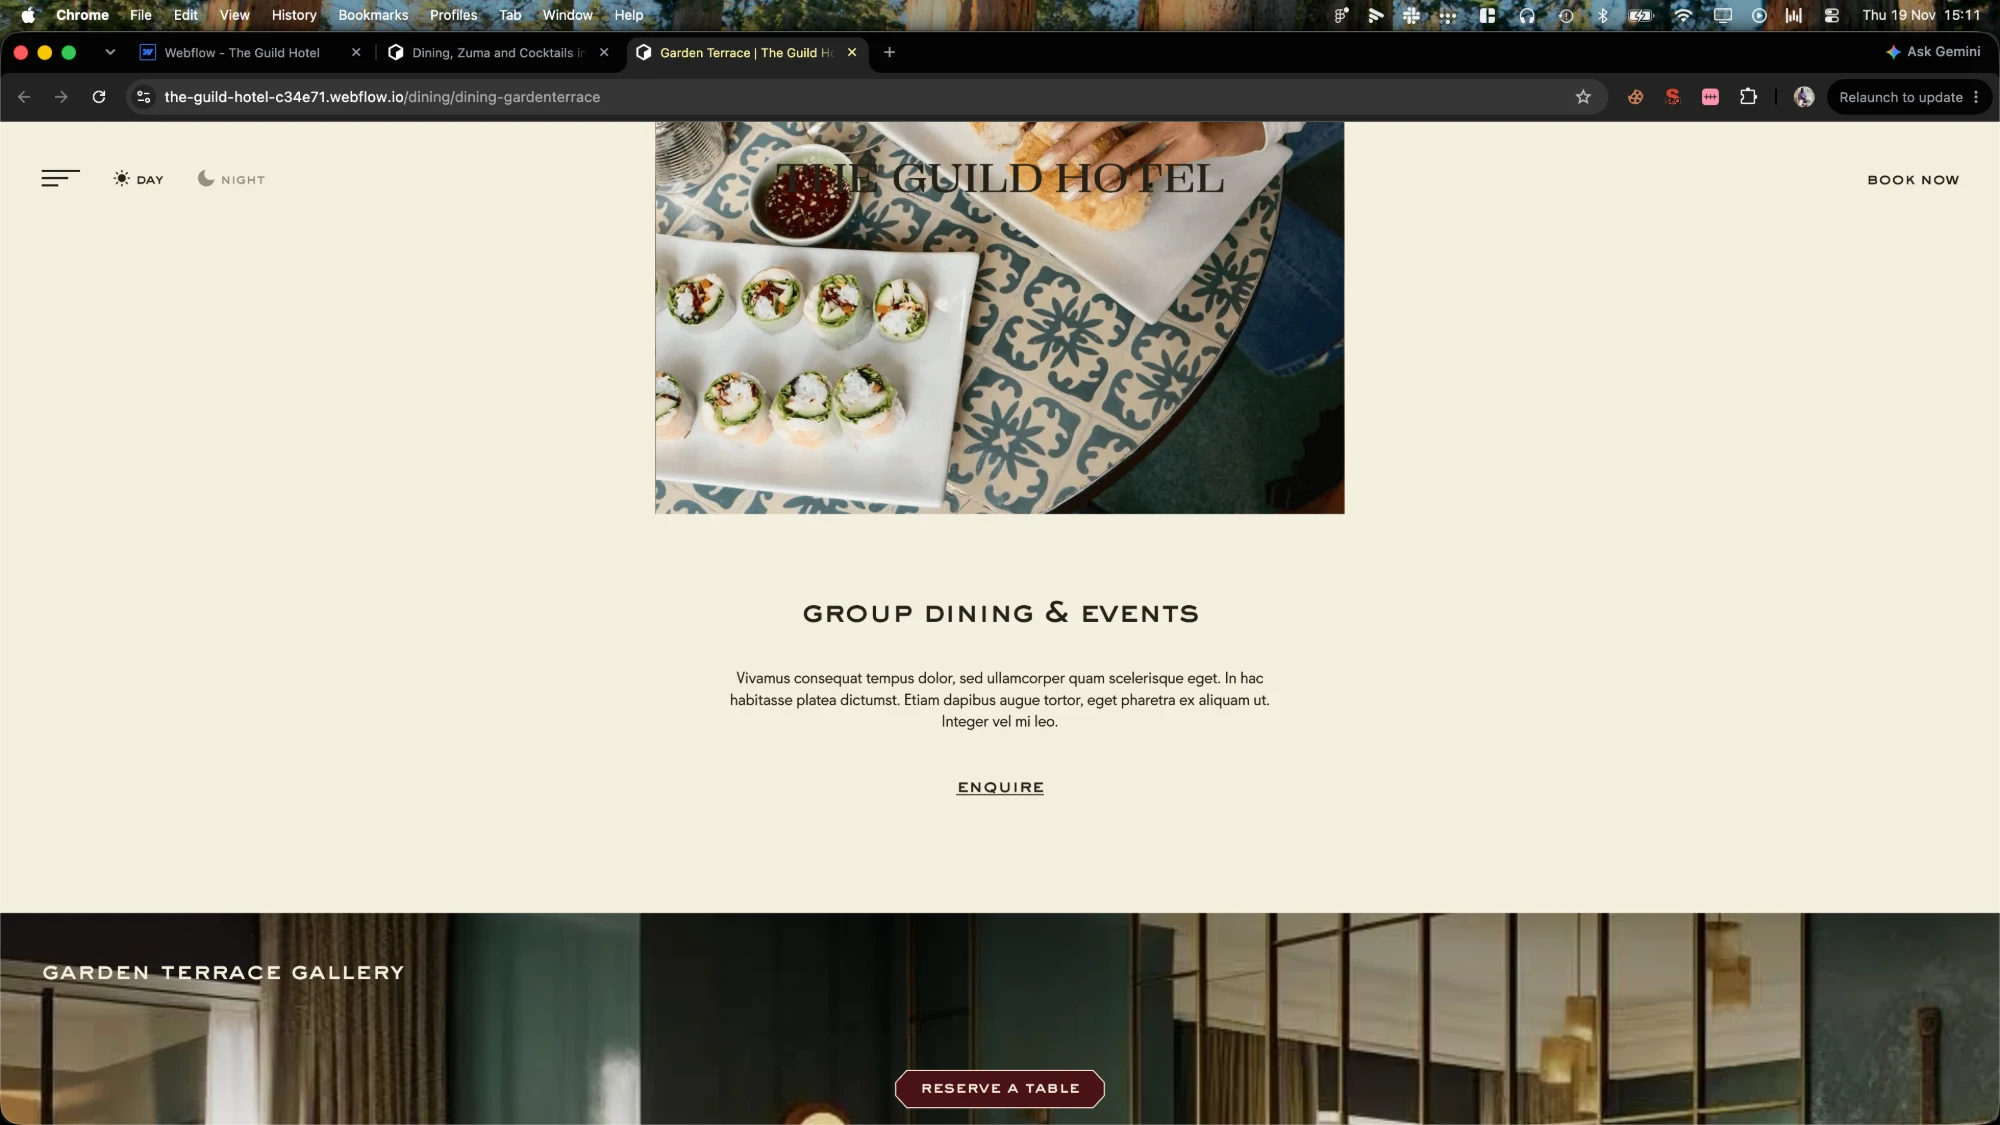 Chrome File Edit View History Bookmarks Profiles Tab Window Help Thu 19 Nov 15:11
Webflow - The Guild Hotel Dining, Zuma and Cocktails in Garden Terrace | The Guild Ho Ask Gemini
the-guild-hotel-c34e71.webflow.io/dining/dining-gardenterrace Relaunch to update
DAY NIGHT THE GUILD HOTEL BOOK NOW
GROUP DINING & EVENTS
Vivamus consequat tempus dolor, sed ullamcorper quam scelerisque eget. In hac
habitasse platea dictumst. Etiam dapibus augue tortor, eget pharetra ex aliquam ut.
Integer vel mi leo.
ENQUIRE
GARDEN TERRACE GALLERY
RESERVE A TABLE